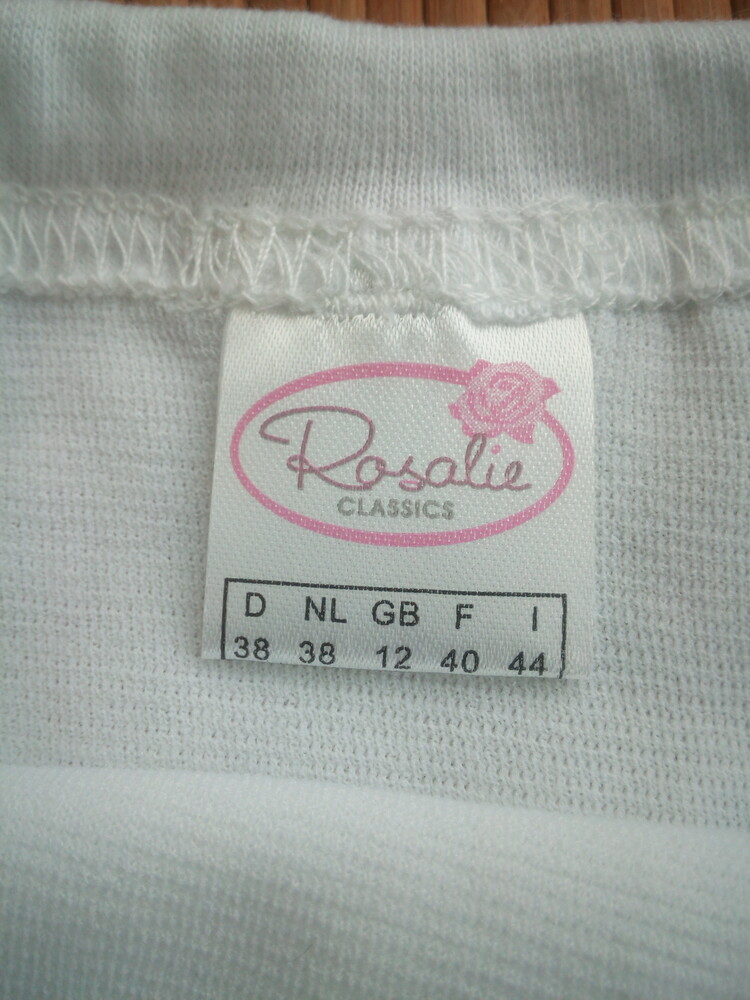 Rosalie
CLASSICS
D NL GB F I
38 38 12 40 44